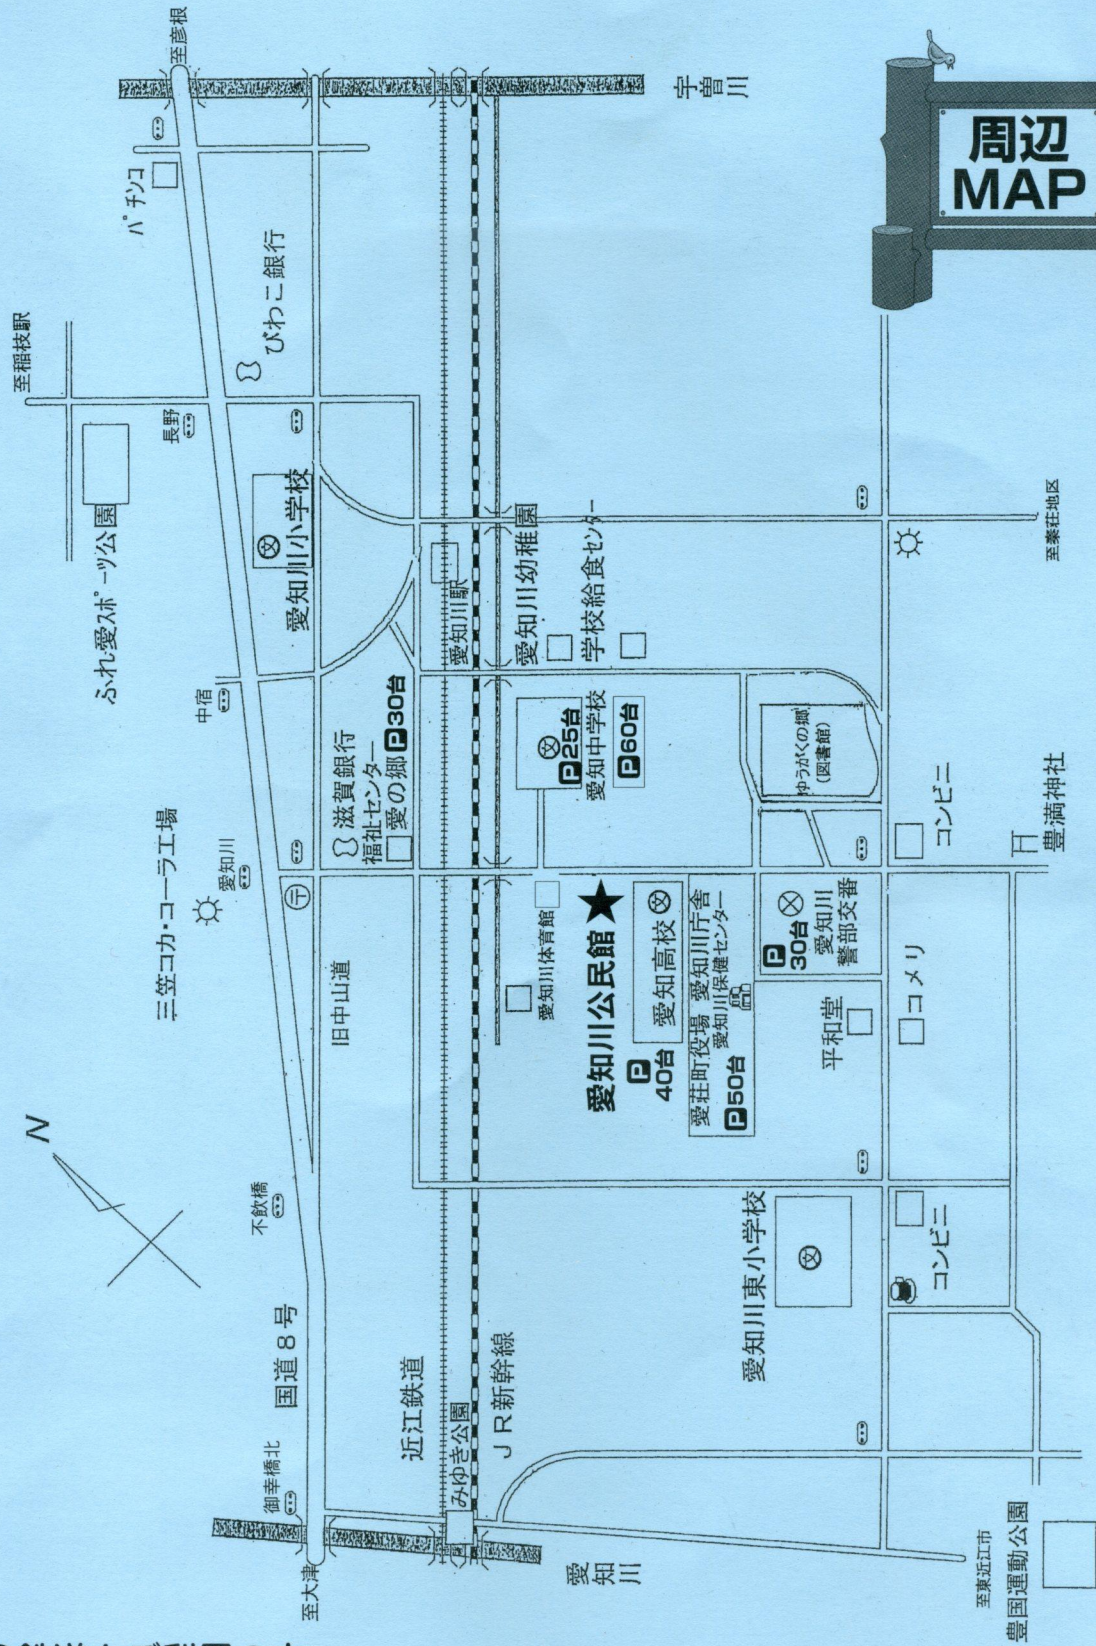 周辺
MAP
至彦根
宇曽川
パチンコ
びわこ銀行
至稲枝駅
長野
ふれ愛スポーツ公園
文
愛知川小学校
愛知川駅
愛知川幼稚園
学校給食センター
至秦荘地区
中宿
滋賀銀行
福祉センター
愛の郷 P30台
文
P25台
愛知中学校
P60台
ゆうがくの郷
(図書館)
コンビニ
豊満神社
三笠コカ・コーラ工場
愛知川
〒
旧中山道
愛知川体育館
愛知川公民館 ★
愛知高校 文
P
40台
愛荘町役場 愛知川庁舎
愛知川保健センター
P50台
P
30台
愛知川
警部交番
平和堂
コメリ
N
不飲橋
国道8号
近江鉄道
JR新幹線
愛知川東小学校
文
コンビニ
御幸橋北
みゆき公園
至大津
愛知川
至東近江市
豊国運動公園